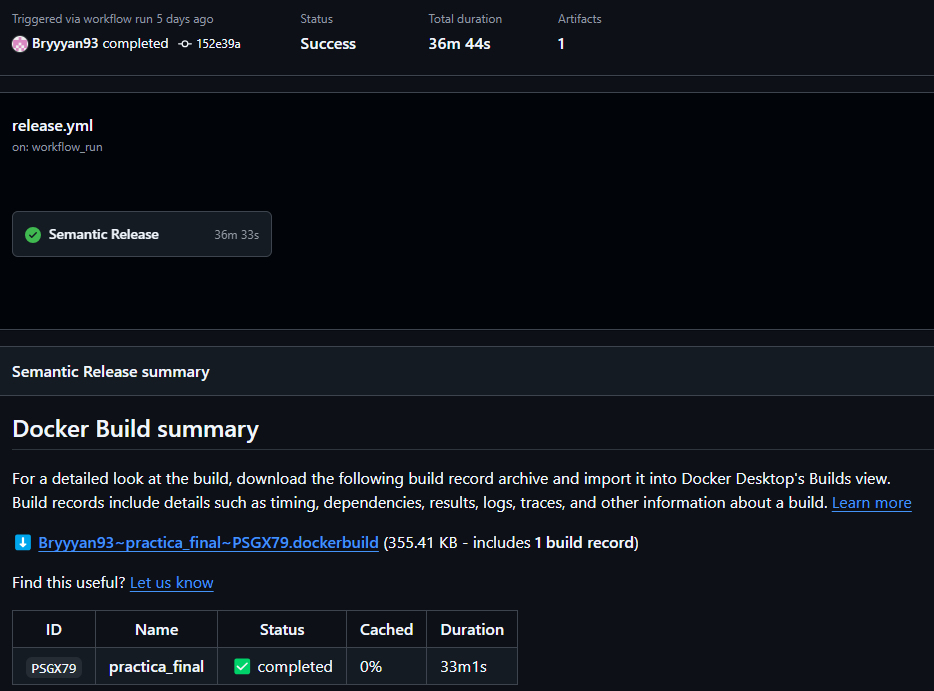 Triggered via workflow run 5 days ago Status Total duration Artifacts
Bryyyan93 completed 152e39a Success 36m 44s 1
release.yml
on: workflow_run
Semantic Release 36m 33s
Semantic Release summary
Docker Build summary
For a detailed look at the build, download the following build record archive and import it into Docker Desktop's Builds view.
Build records include details such as timing, dependencies, results, logs, traces, and other information about a build. Learn more
Bryyyan93~practica_final~PSGX79.dockerbuild (355.41 KB - includes 1 build record)
Find this useful? Let us know
ID Name Status Cached Duration
PSGX79 practica_final completed 0% 33m1s